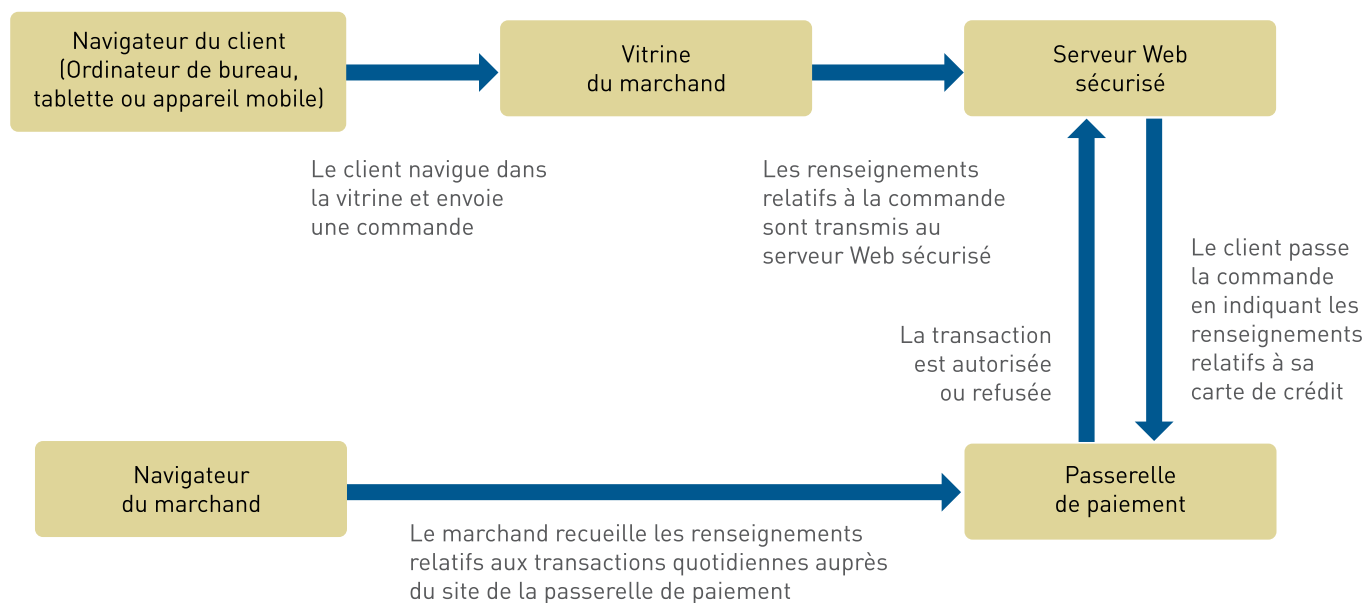 Navigateur du client
(Ordinateur de bureau,
tablette ou appareil mobile)
Vitrine
du marchand
Serveur Web
sécurisé
Le client navigue dans
la vitrine et envoie
une commande
Les renseignements
relatifs à la commande
sont transmis au
serveur Web sécurisé
Le client passe
la commande
en indiquant les
renseignements
relatifs à sa
carte de crédit
La transaction
est autorisée
ou refusée
Navigateur
du marchand
Passerelle
de paiement
Le marchand recueille les renseignements
relatifs aux transactions quotidiennes auprès
du site de la passerelle de paiement